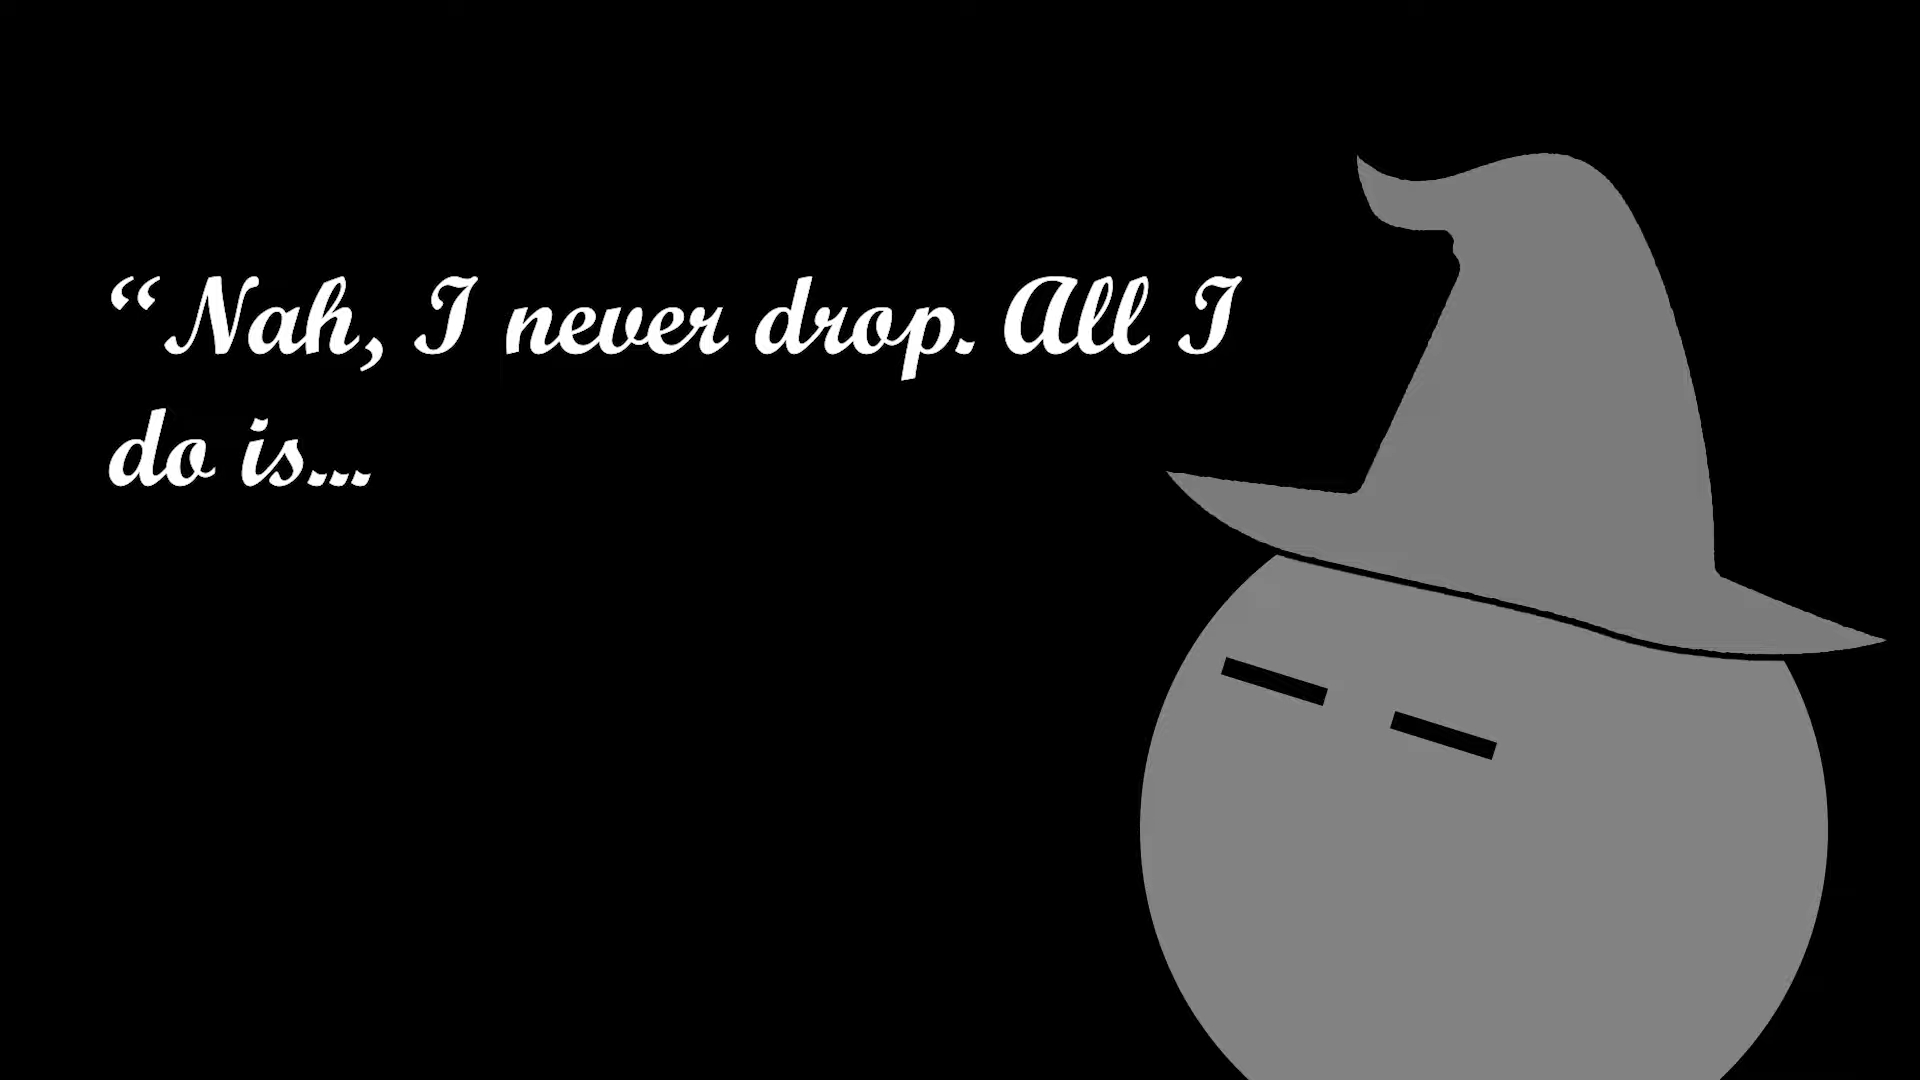 “Nah, I never drop. All I
do is...